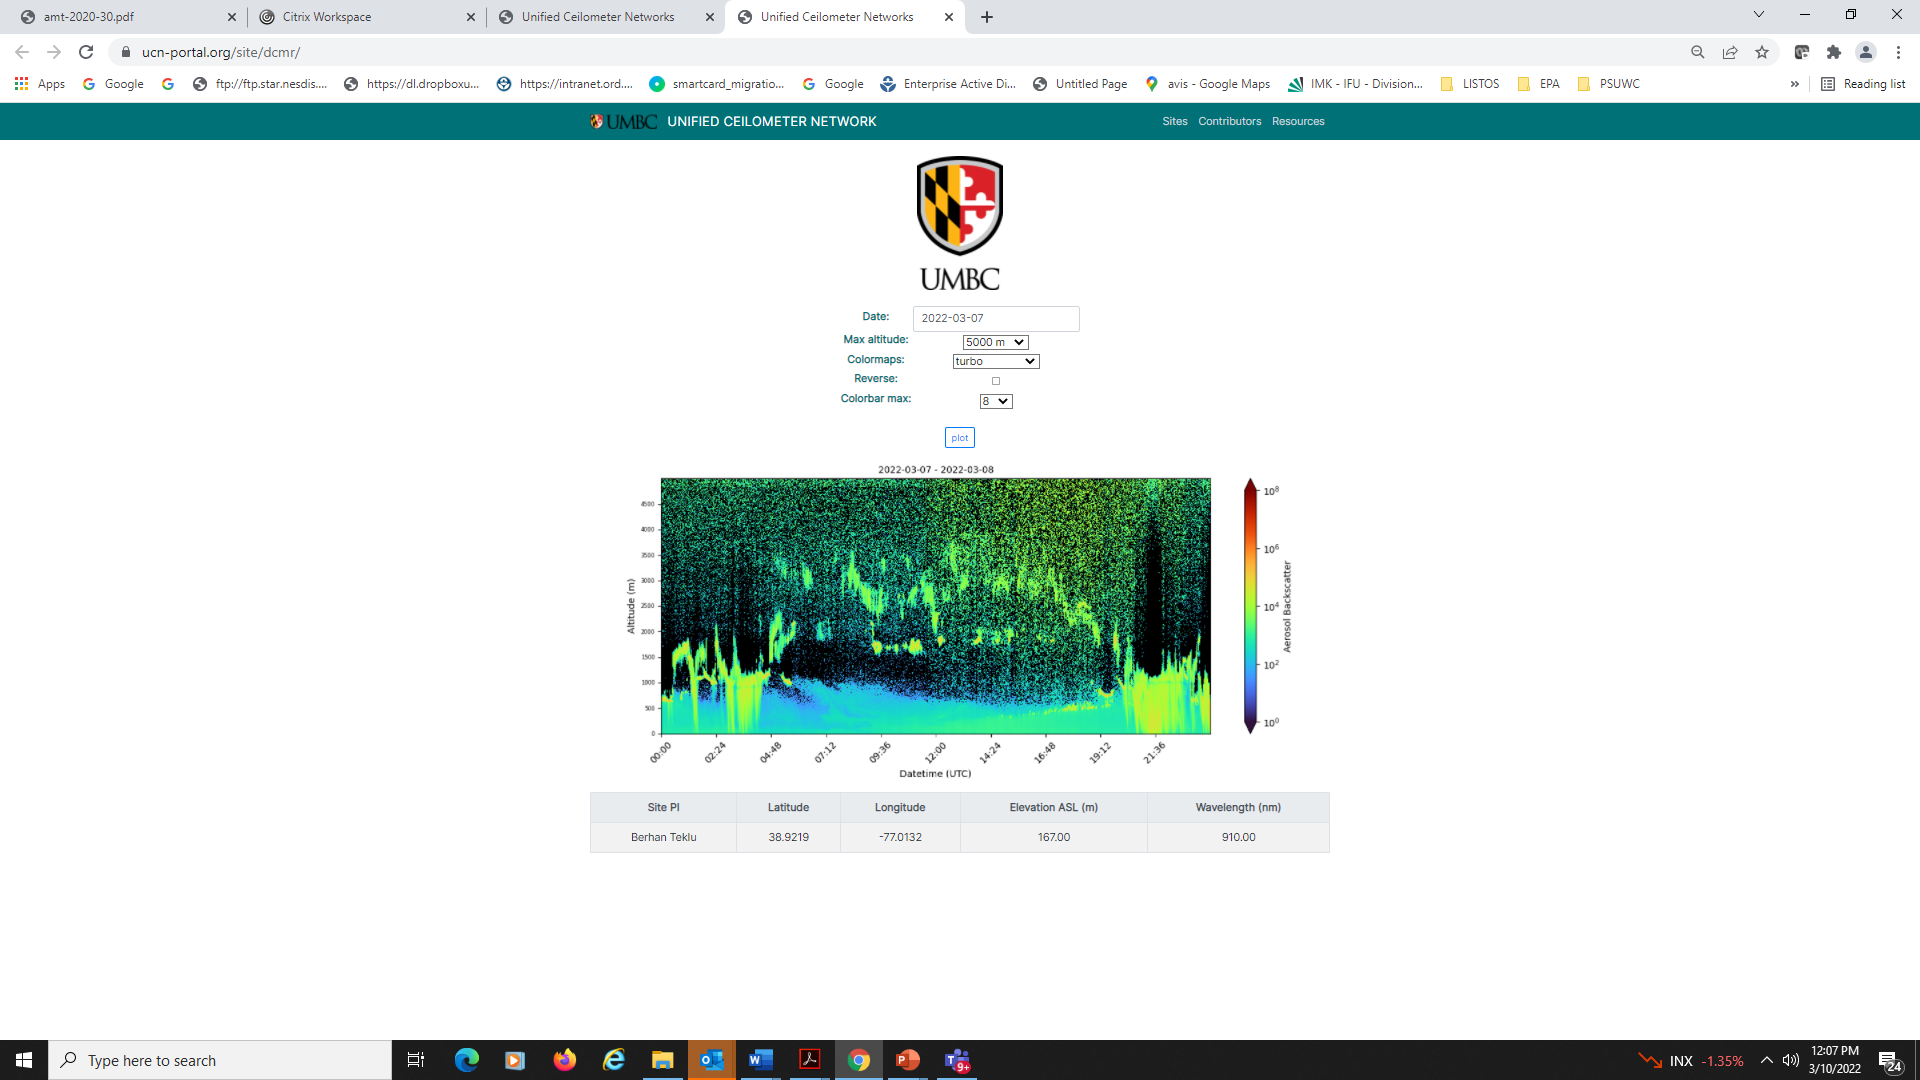 amt-2020-30.pdf
Citrix Workspace
Unified Ceilometer Networks
Unified Ceilometer Networks
ucn-portal.org/site/dcmr/
Apps
Google
ftp://ftp.star.nesdis....
https://dl.dropboxu...
https://intranet.ord....
smartcard_migratio...
Google
Enterprise Active Di...
Untitled Page
avis - Google Maps
IMK - IFU - Division...
LISTOS
EPA
PSUWC
»
Reading list
UMBC UNIFIED CEILOMETER NETWORK
Sites Contributors Resources
UMBC
Date: 2022-03-07
Max altitude: 5000 m
Colormaps: turbo
Reverse:
Colorbar max: 8
plot
2022-03-07 - 2022-03-08
Altitude (m)
4500
4000
3500
3000
2500
2000
1500
1000
500
0
00:00 02:24 04:48 07:12 09:36 12:00 14:24 16:48 19:12 21:36
Datetime (UTC)
10⁸
10⁶
10⁴
10²
10⁰
Aerosol Backscatter
Site PI Latitude Longitude Elevation ASL (m) Wavelength (nm)
Berhan Teklu 38.9219 -77.0132 167.00 910.00
Type here to search
9+
INX -1.35%
12:07 PM
3/10/2022
24